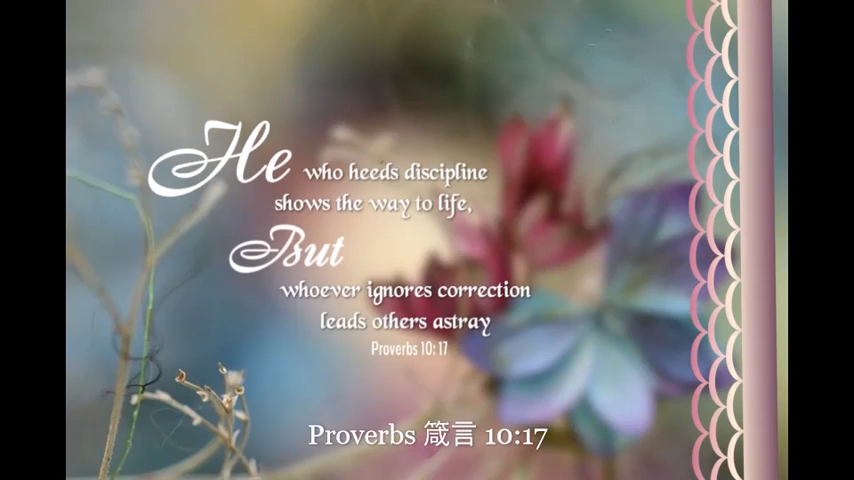 He who heeds discipline
shows the way to life,
But
whoever ignores correction
leads others astray
Proverbs 10:17
Proverbs 箴言 10:17